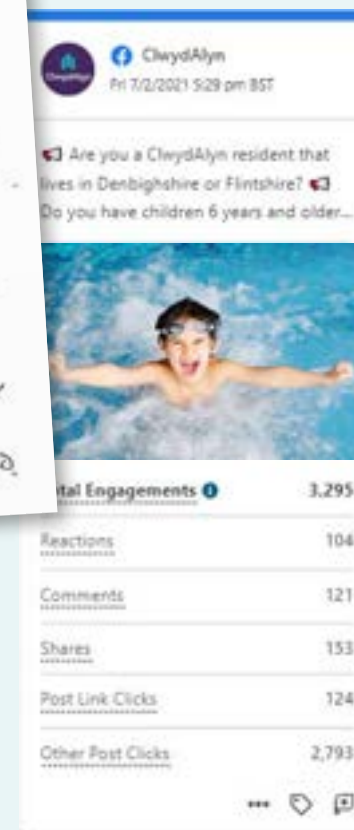 ClwydAlyn
Fri 7/2/2021 5:29 pm BST
Are you a ClwydAlyn resident that
lives in Denbighshire or Flintshire?
Do you have children 6 years and older...
tal Engagements 3,295
Reactions 104
Comments 121
Shares 153
Post Link Clicks 124
Other Post Clicks 2,793